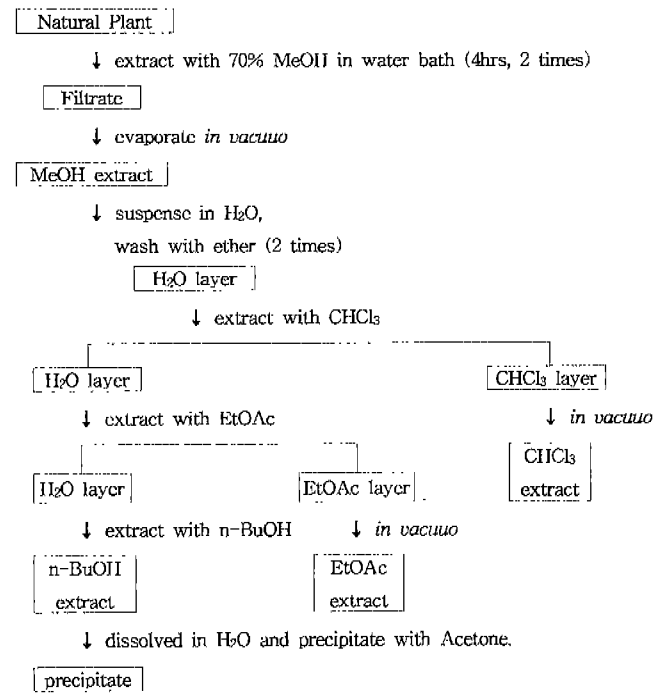 Natural Plant
↓ extract with 70% MeOH in water bath (4hrs, 2 times)
Filtrate
↓ evaporate in vacuuo
MeOH extract
↓ suspense in H₂O,
wash with ether (2 times)
H₂O layer
↓ extract with CHCl₃
H₂O layer
CHCl₃ layer
↓ extract with EtOAc
↓ in vacuuo
CHCl₃
extract
H₂O layer
EtOAc layer
↓ extract with n-BuOH
↓ in vacuuo
n-BuOH
extract
EtOAc
extract
↓ dissolved in H₂O and precipitate with Acetone.
precipitate